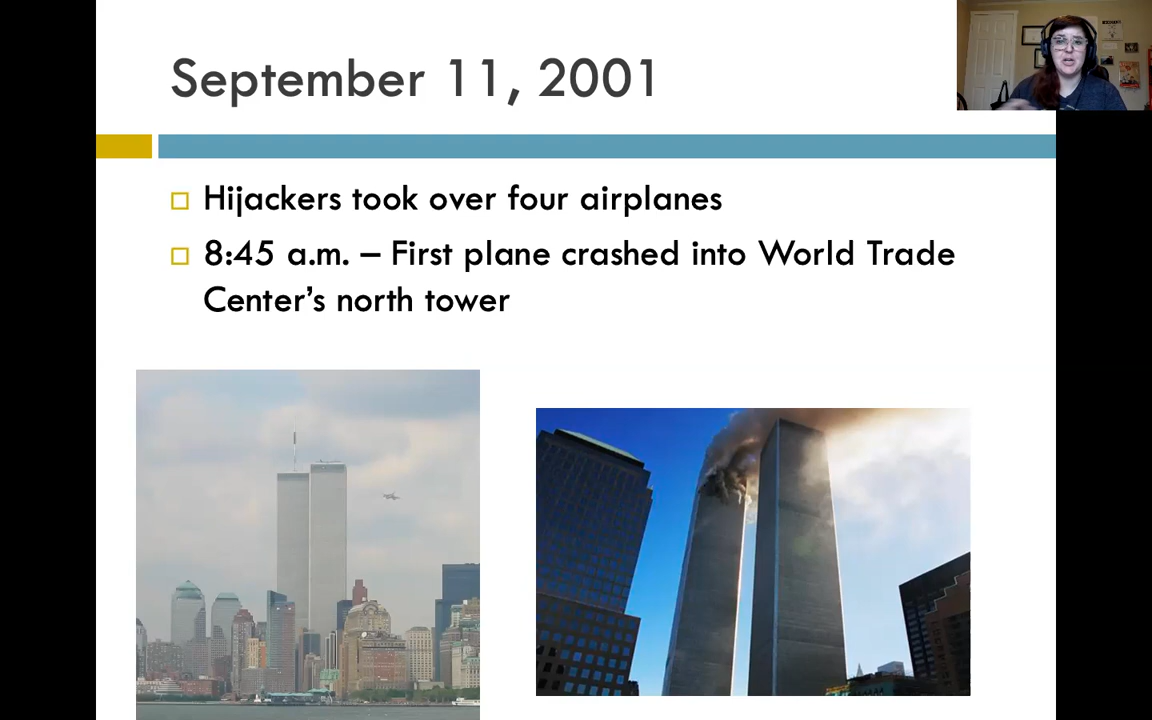 September 11, 2001
Hijackers took over four airplanes
8:45 a.m. – First plane crashed into World Trade
Center’s north tower